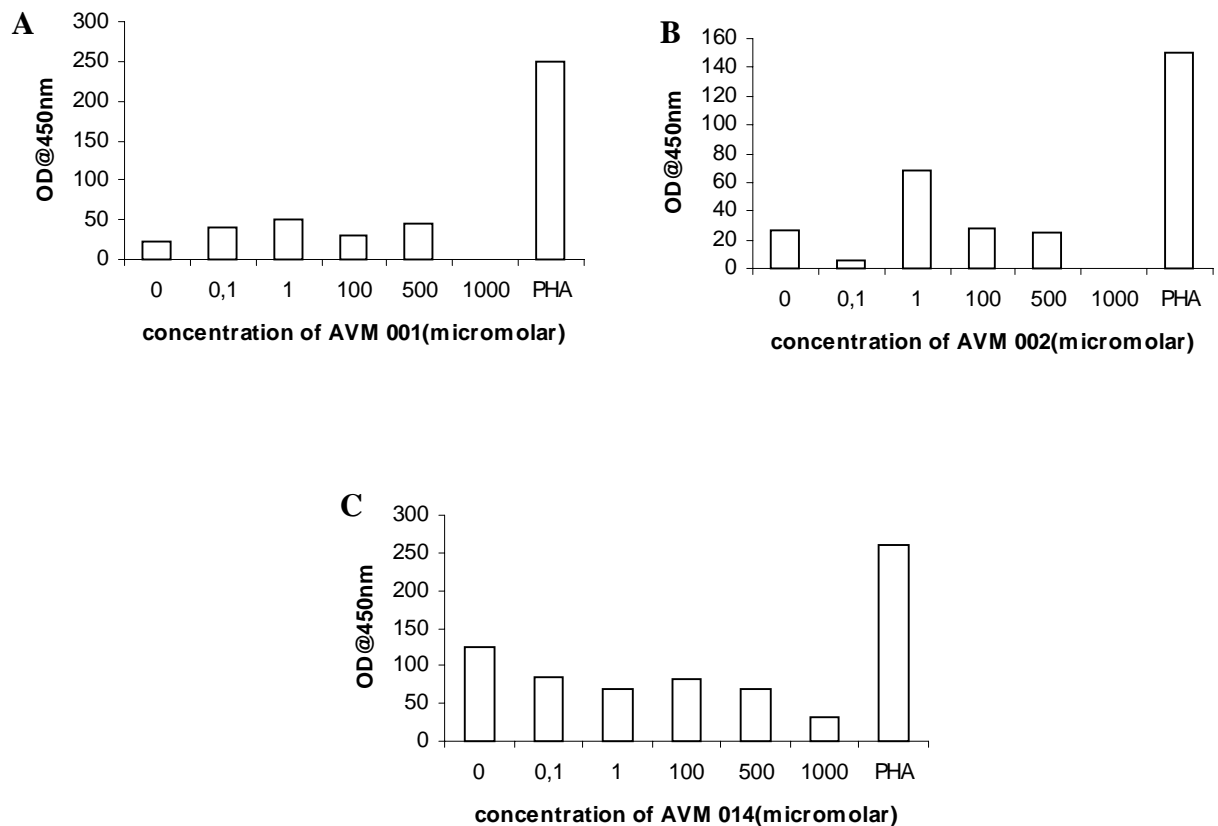 A
300
250
200
150
100
50
0
OD@450nm
0 0,1 1 100 500 1000 PHA
concentration of AVM 001(micromolar)
B
160
140
120
100
80
60
40
20
0
OD@450nm
0 0,1 1 100 500 1000 PHA
concentration of AVM 002(micromolar)
C
300
250
200
150
100
50
0
OD@450nm
0 0,1 1 100 500 1000 PHA
concentration of AVM 014(micromolar)